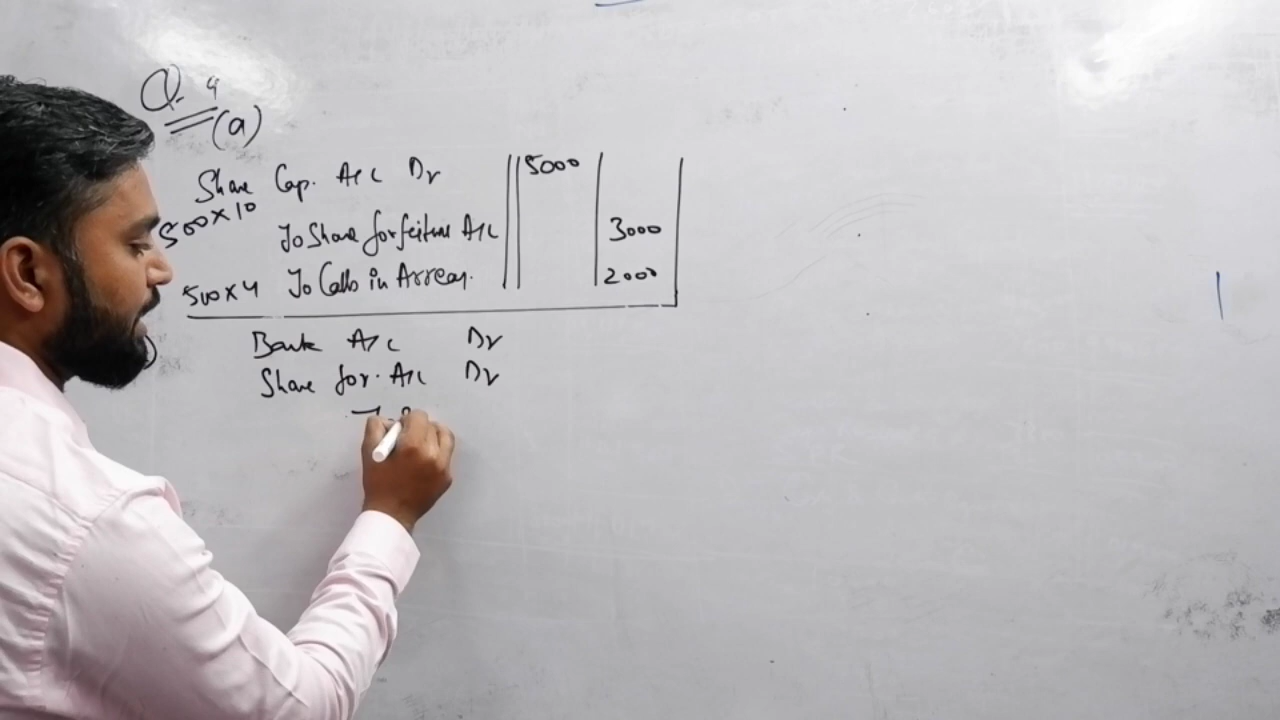 Q. 4
(a)
Share Cap. A/c Dr 5000
500×10
To Share forfeiture A/c 3000
500×4 To Calls in Arrear. 2000
Bank A/c Dr
Share for. A/c Dr